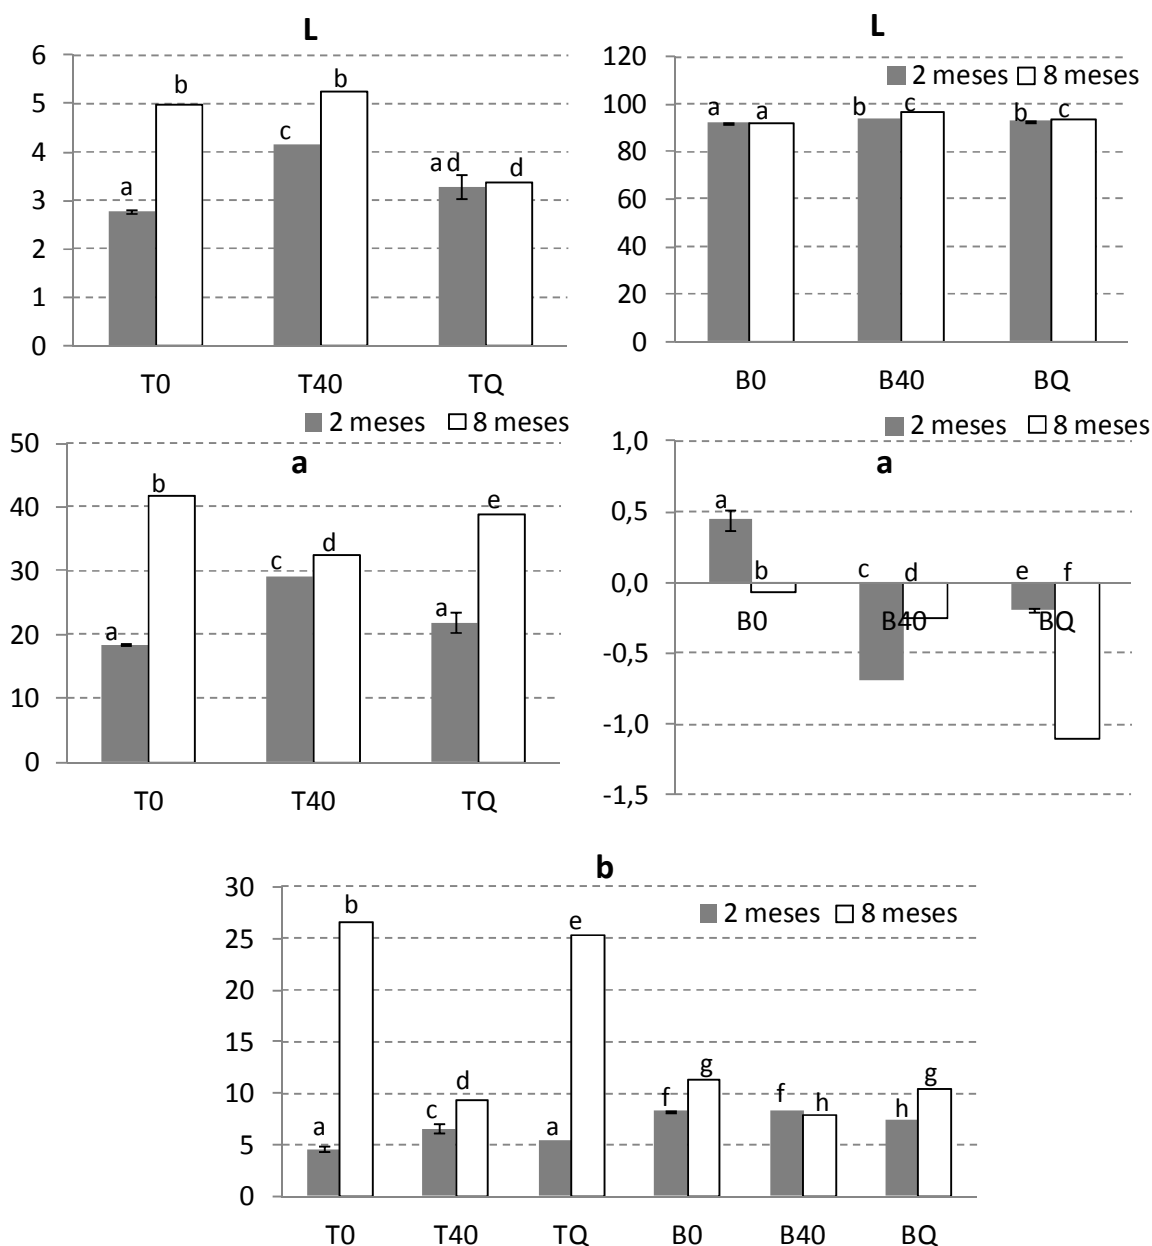 L
6
5
4
3
2
1
0
b
b
c
a
a d
d
T0 T40 TQ
L
120
100
80
60
40
20
0
2 meses 8 meses
a a b c b c
B0 B40 BQ
2 meses 8 meses
a
50
40
30
20
10
0
a b c d a e
T0 T40 TQ
2 meses 8 meses
a
1,0
0,5
0,0
-0,5
-1,0
-1,5
a b c d e f
B0 B40 BQ
b
30
25
20
15
10
5
0
2 meses 8 meses
a b c d a e f g f h h g
T0 T40 TQ B0 B40 BQ